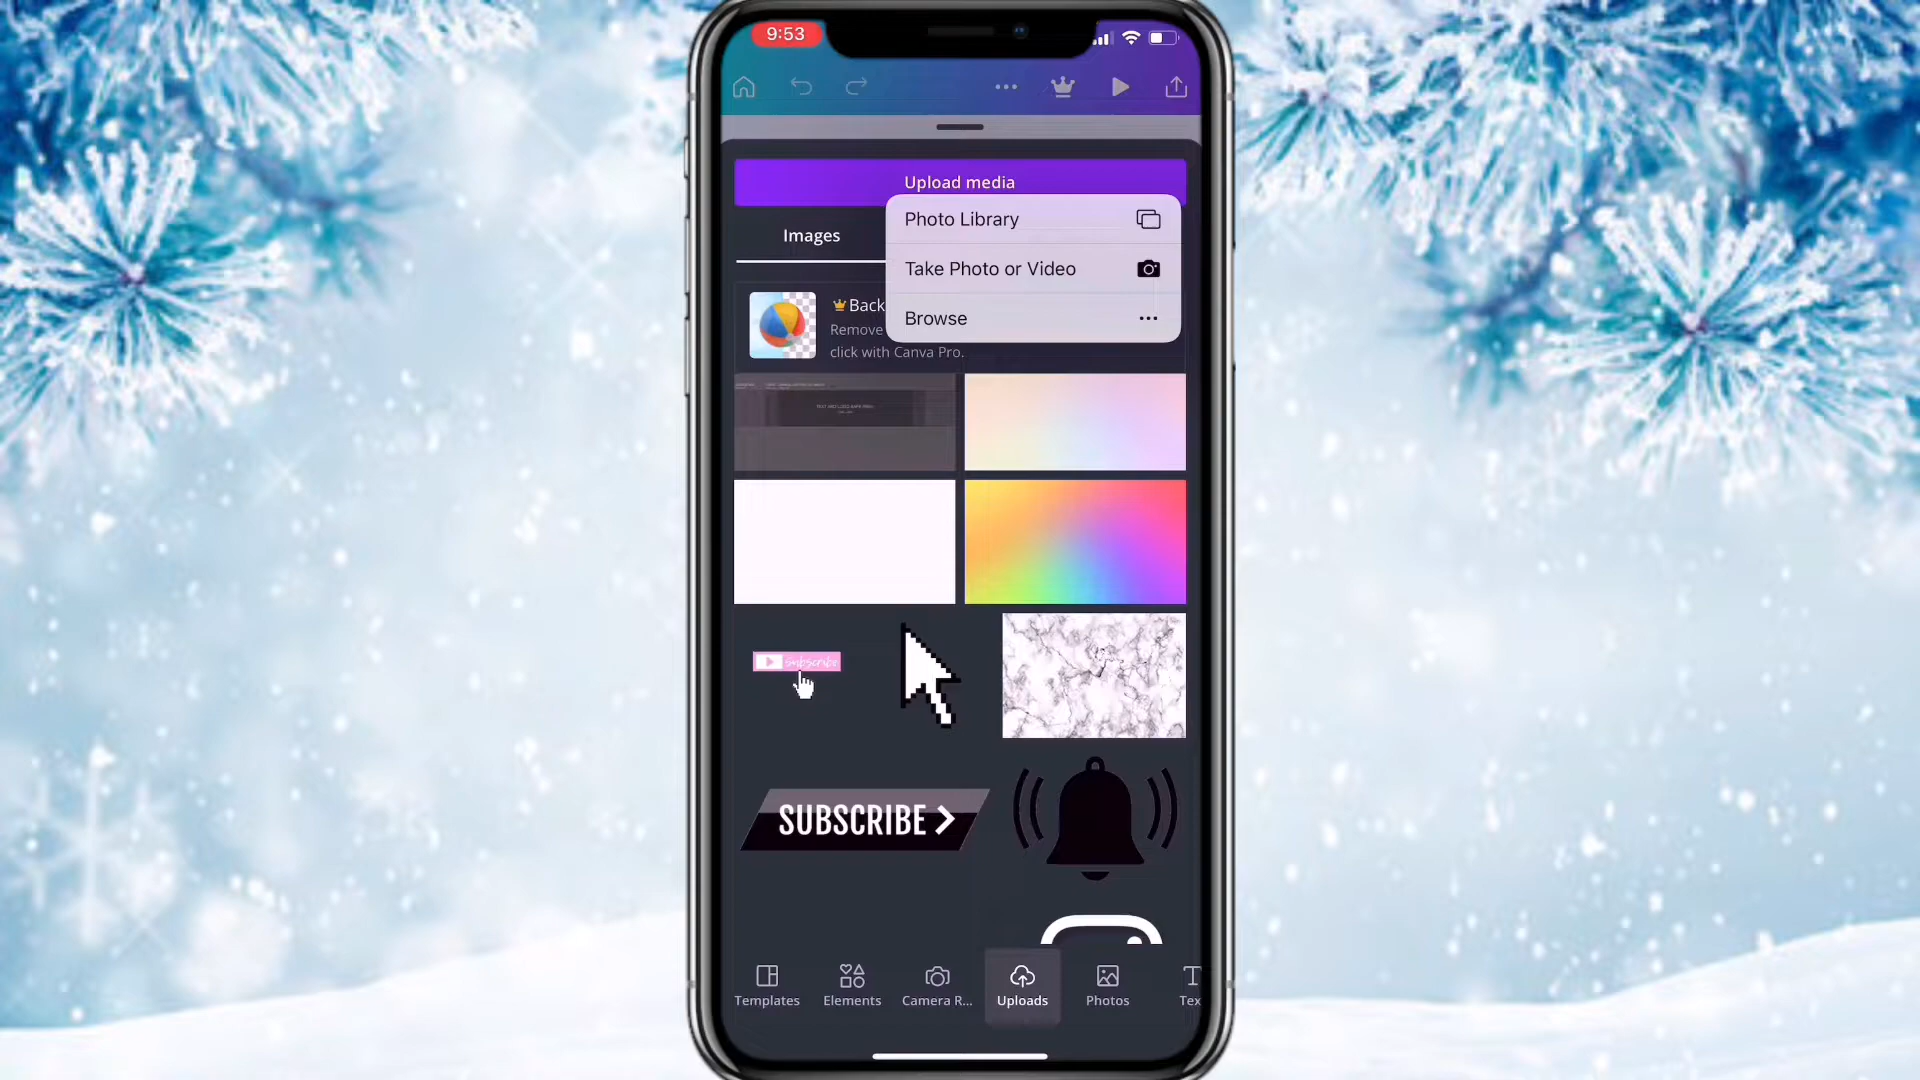 9:53
Upload media
Photo Library
Images
Take Photo or Video
Back
Browse
Remove
click with Canva Pro.
subscribe
SUBSCRIBE
Templates
Elements
Camera R...
Uploads
Photos
Tex